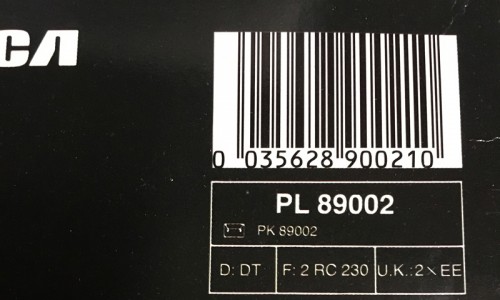 CA
0 035628 900210
PL 89002
PK 89002
D: DT F: 2 RC 230 U.K.: 2 x EE